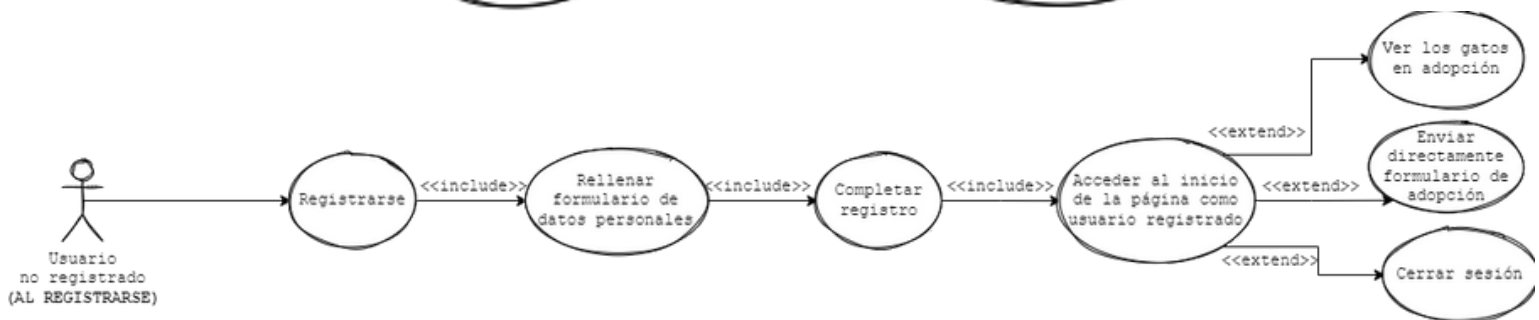 Usuario
no registrado
(AL REGISTRARSE)
Registrarse
<<include>>
Rellenar
formulario de
datos personales
<<include>>
Completar
registro
<<include>>
Acceder al inicio
de la página como
usuario registrado
<<extend>>
Ver los gatos
en adopción
<<extend>>
Enviar
directamente
formulario de
adopción
<<extend>>
Cerrar sesión